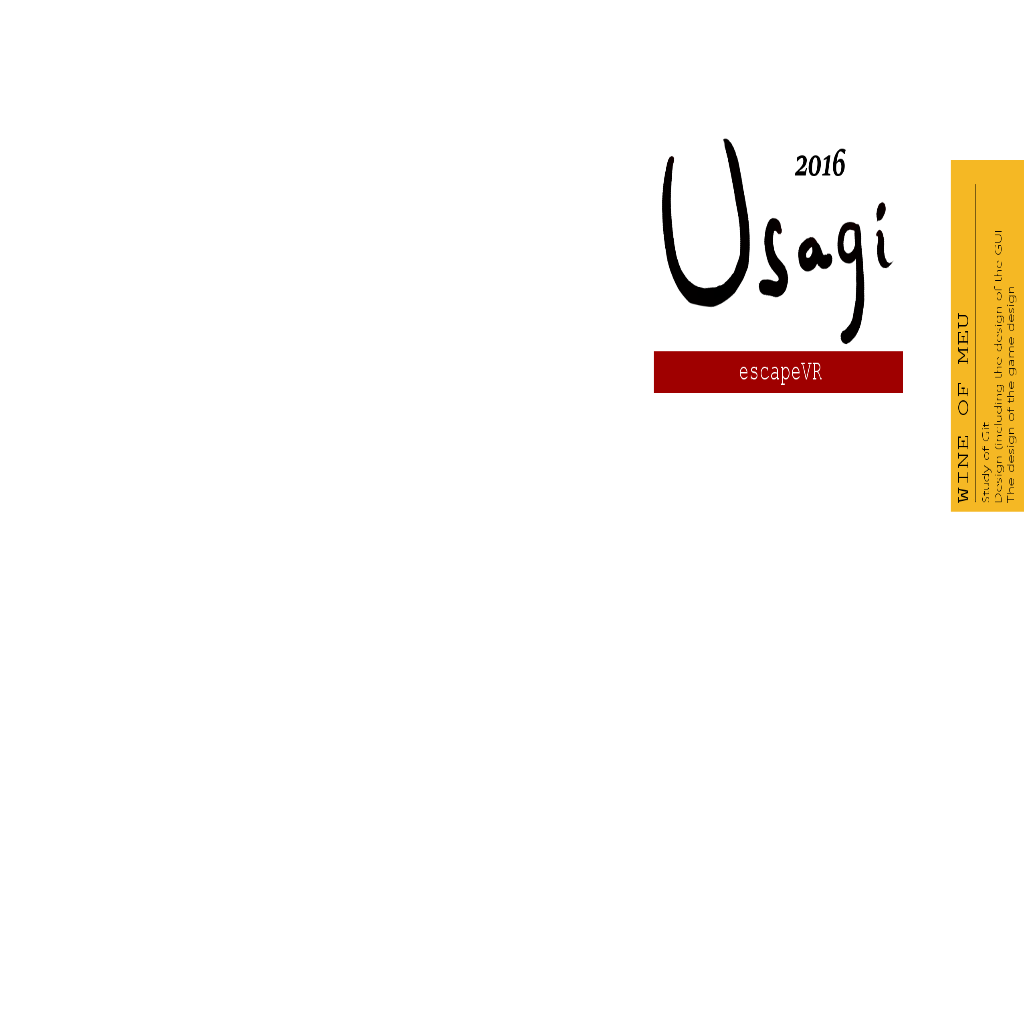 2016
Usagi
escapeVR
WINE OF MEU
Study of Git
Design (including the design of the GUI
The design of the game design